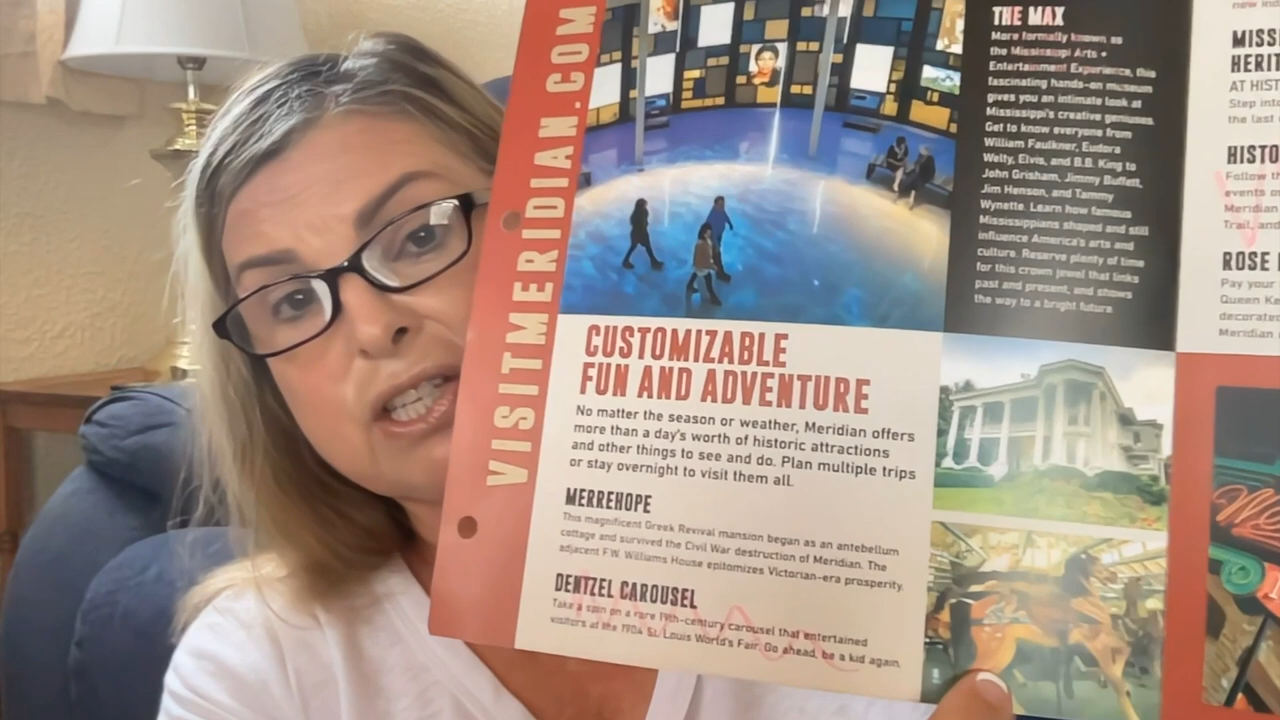 VISITMERIDIAN.COM
THE MAX
More formally known as
the Mississippi Arts +
Entertainment Experience, this
fascinating hands-on museum
gives you an intimate look at
Mississippi's creative geniuses.
Get to know everyone from
William Faulkner, Eudora
Welty, Elvis, and B.B. King to
John Grisham, Jimmy Buffett,
Jim Henson, and Tammy
Wynette. Learn how famous
Mississippians shaped and still
influence America's arts and
culture. Reserve plenty of time
for this crown jewel that links
past and present, and shows
the way to a bright future.
CUSTOMIZABLE
FUN AND ADVENTURE
No matter the season or weather, Meridian offers
more than a day's worth of historic attractions
and other things to see and do. Plan multiple trips
or stay overnight to visit them all.
MERREHOPE
This magnificent Greek Revival mansion began as an antebellum
cottage and survived the Civil War destruction of Meridian. The
adjacent F.W. Williams House epitomizes Victorian-era prosperity.
DENTZEL CAROUSEL
Take a spin on a rare 19th-century carousel that entertained
visitors at the 1904 St. Louis World's Fair. Go ahead, be a kid again.
new ind
MISS
HERIT
AT HIST
Step into
the last
HISTO
Follow th
events o
Meridian
Trail, and
ROSE
Pay your
Queen Ke
decorated
Meridian